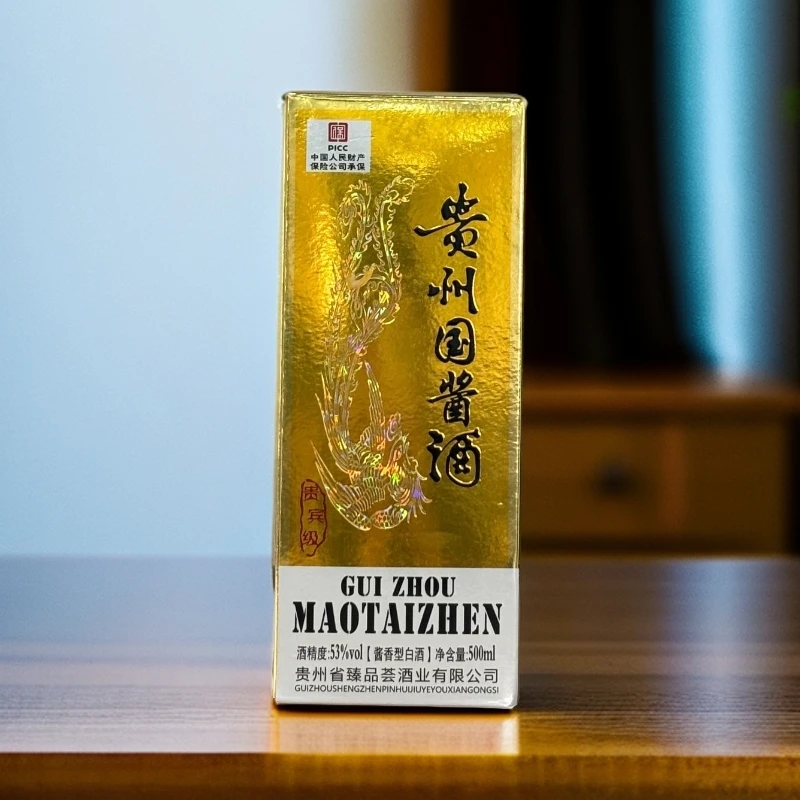 PICC
中国人民财产
保险公司承保
贵州国酱酒
贵宾级
GUI ZHOU
MAOTAIZHEN
酒精度:53%vol【酱香型白酒】净含量:500ml
贵州省臻品荟酒业有限公司
GUIZHOUSHENGZHENPINHUIJIUYEYOUXIANGONGSI